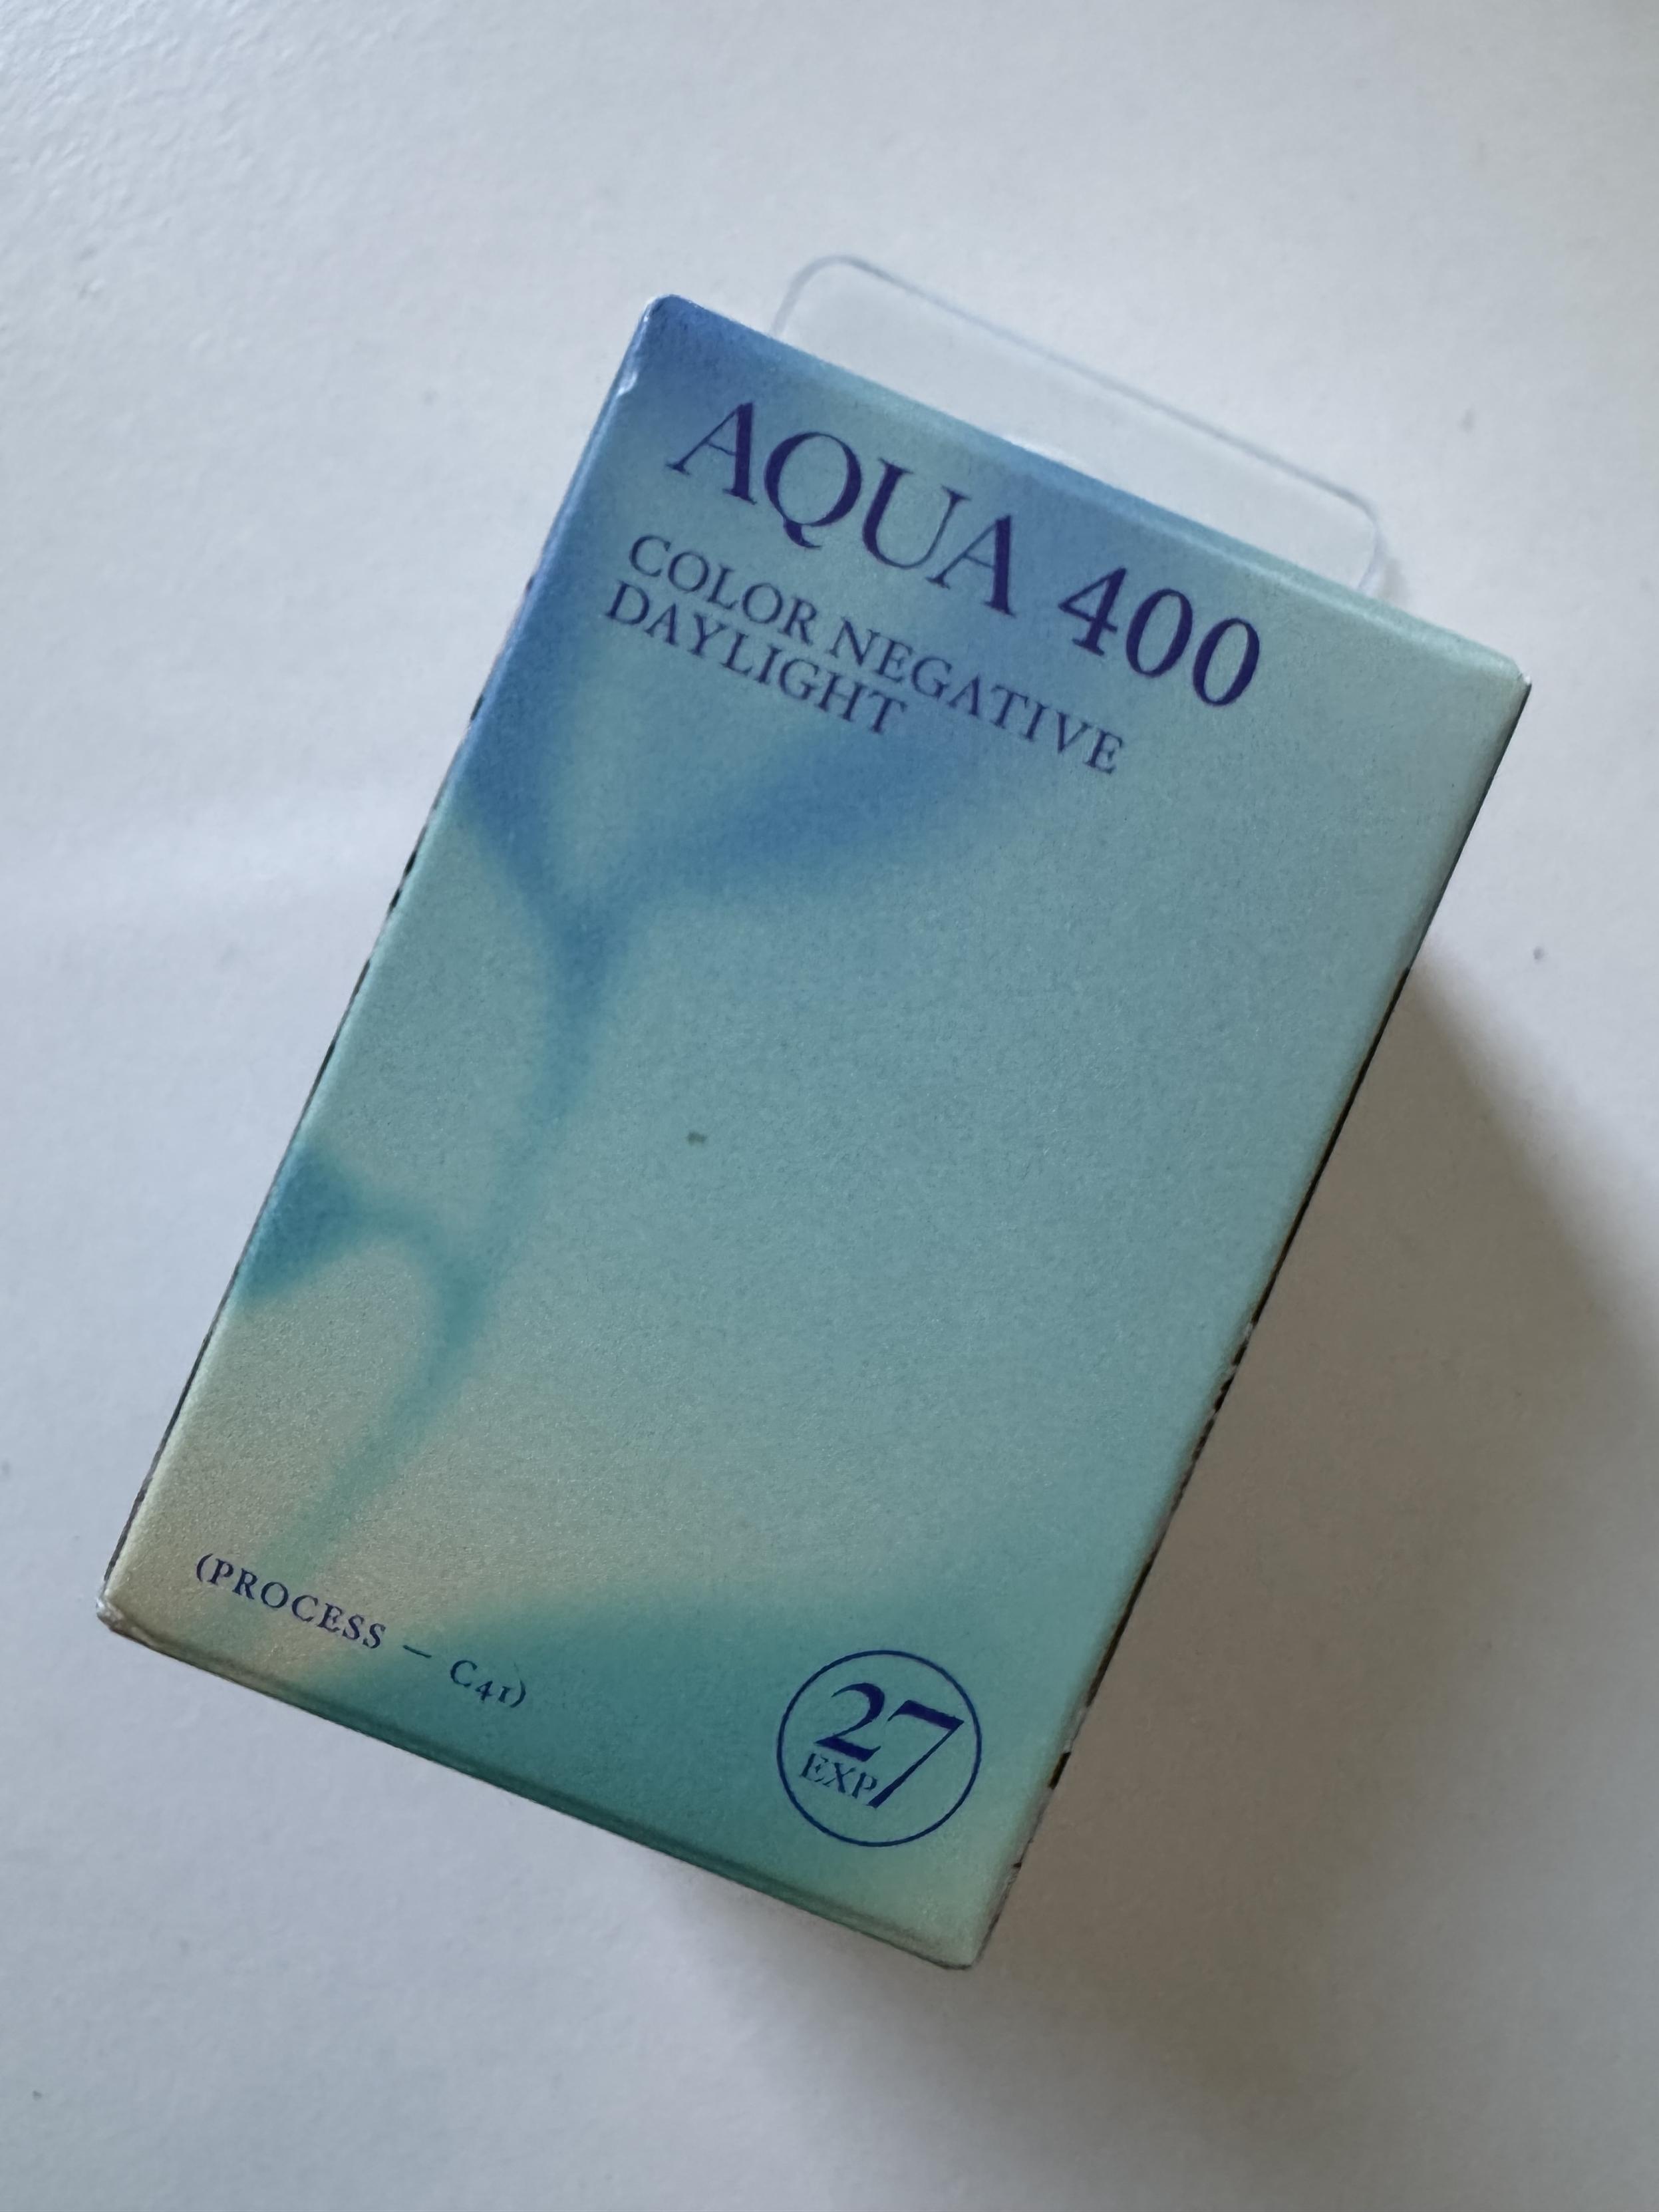 AQUA 400
COLOR NEGATIVE
DAYLIGHT
(PROCESS — C41)
27
EXP